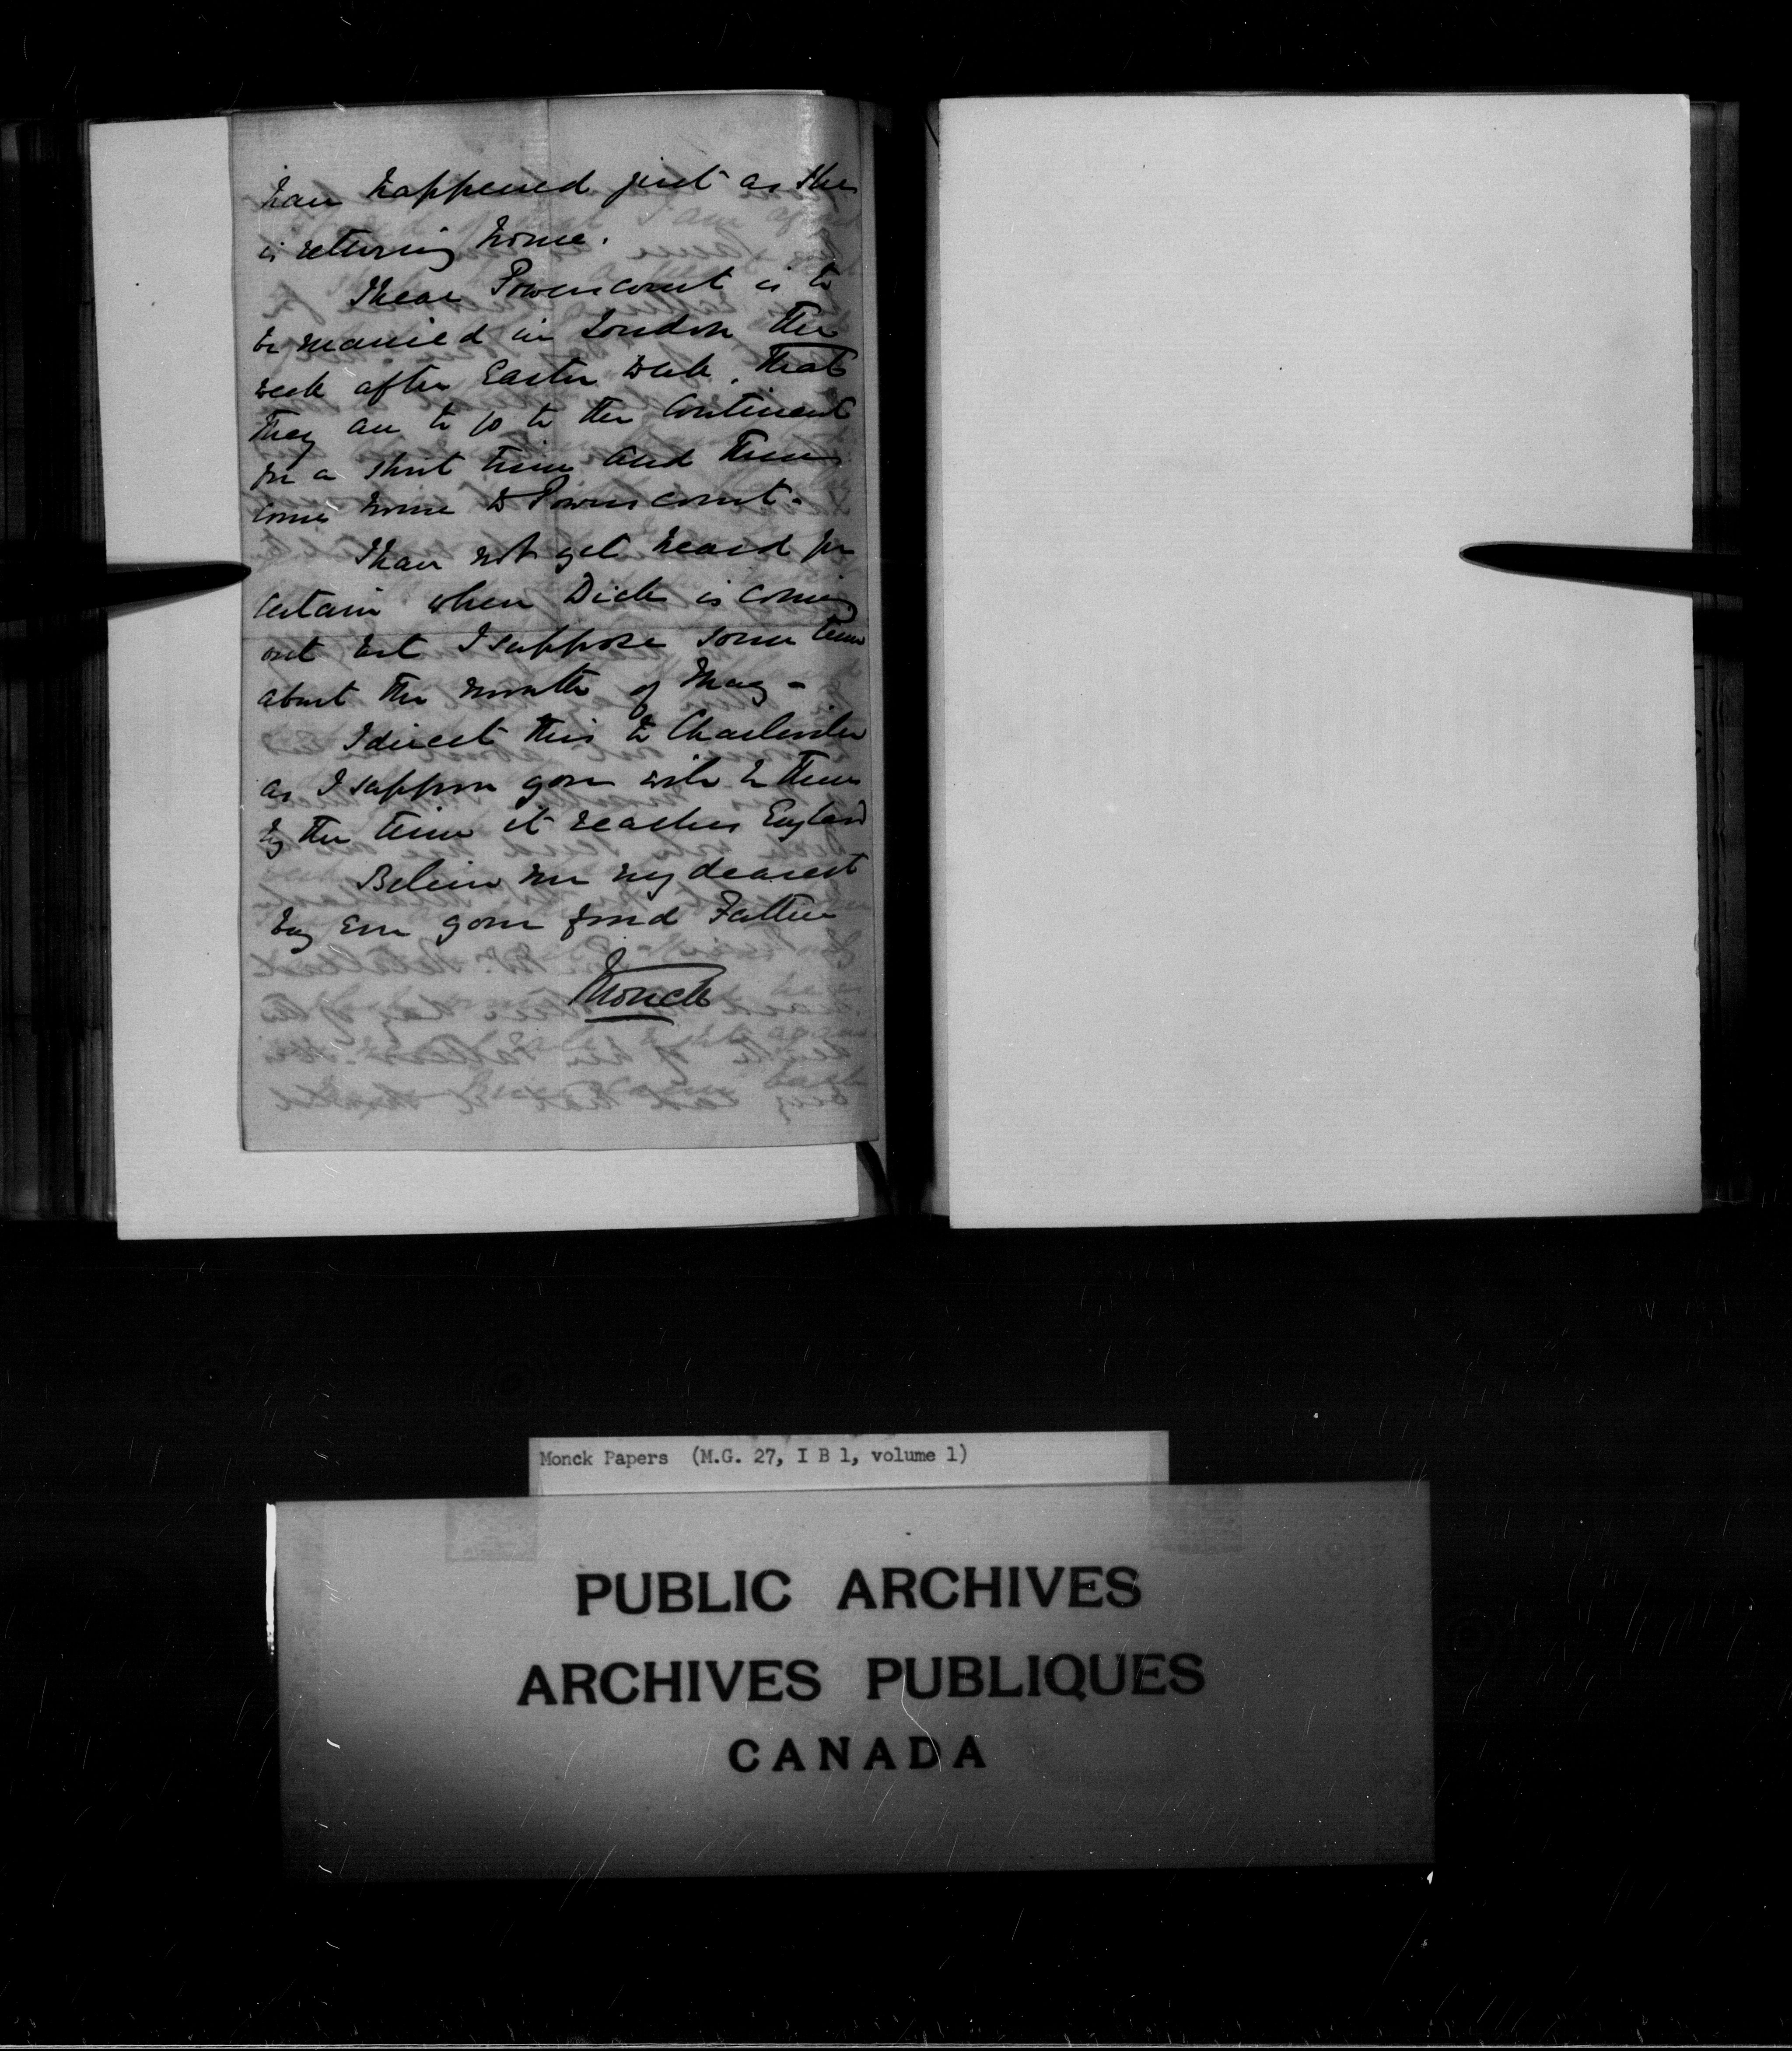 have happened just as she
is returning home.
I hear Powerscourt is to
be married in London the
week after Easter week, that
they are to go to the Continent
for a short time and then
come home to Powerscourt -
I have not yet heard for
certain when Dick is coming
out but I suppose some time
about the month of May -
I direct this to Charleville
as I suppose you will be there
by the time it reaches England
Believe me my dearest
boy Ever your fond Father
Monck
Monck Papers (M.G. 27, I B 1, volume 1)
PUBLIC ARCHIVES
ARCHIVES PUBLIQUES
CANADA